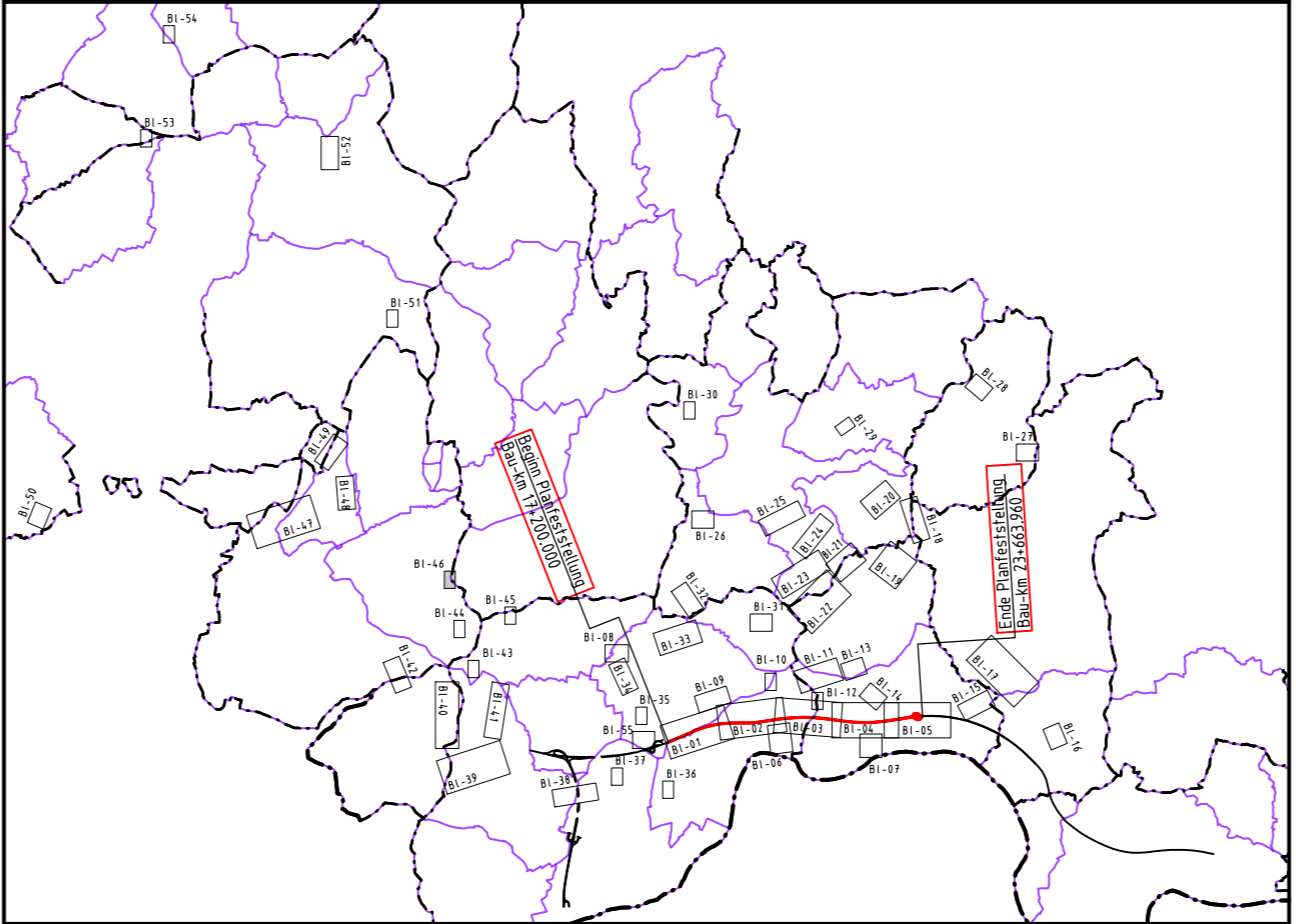 Bl-54
Bl-53
Bl-52
Bl-51
Bl-50
Bl-49
Bl-48
Bl-47
Bl-46
Bl-45
Bl-44
Bl-43
Bl-42
Bl-41
Bl-40
Bl-39
Bl-38
Bl-37
Bl-36
Bl-55
Bl-35
Bl-34
Bl-08
Bl-33
Bl-32
Bl-31
Bl-30
Bl-26
Bl-25
Bl-24
Bl-23
Bl-22
Bl-21
Bl-20
Bl-19
Bl-18
Bl-29
Bl-28
Bl-27
Beginn Planfeststellung
Bau-km 17+200.000
Ende Planfeststellung
Bau-km 23+663.960
Bl-09
Bl-10
Bl-11
Bl-13
Bl-12
Bl-14
Bl-15
Bl-17
Bl-16
Bl-01
Bl-02
Bl-03
Bl-04
Bl-05
Bl-06
Bl-07